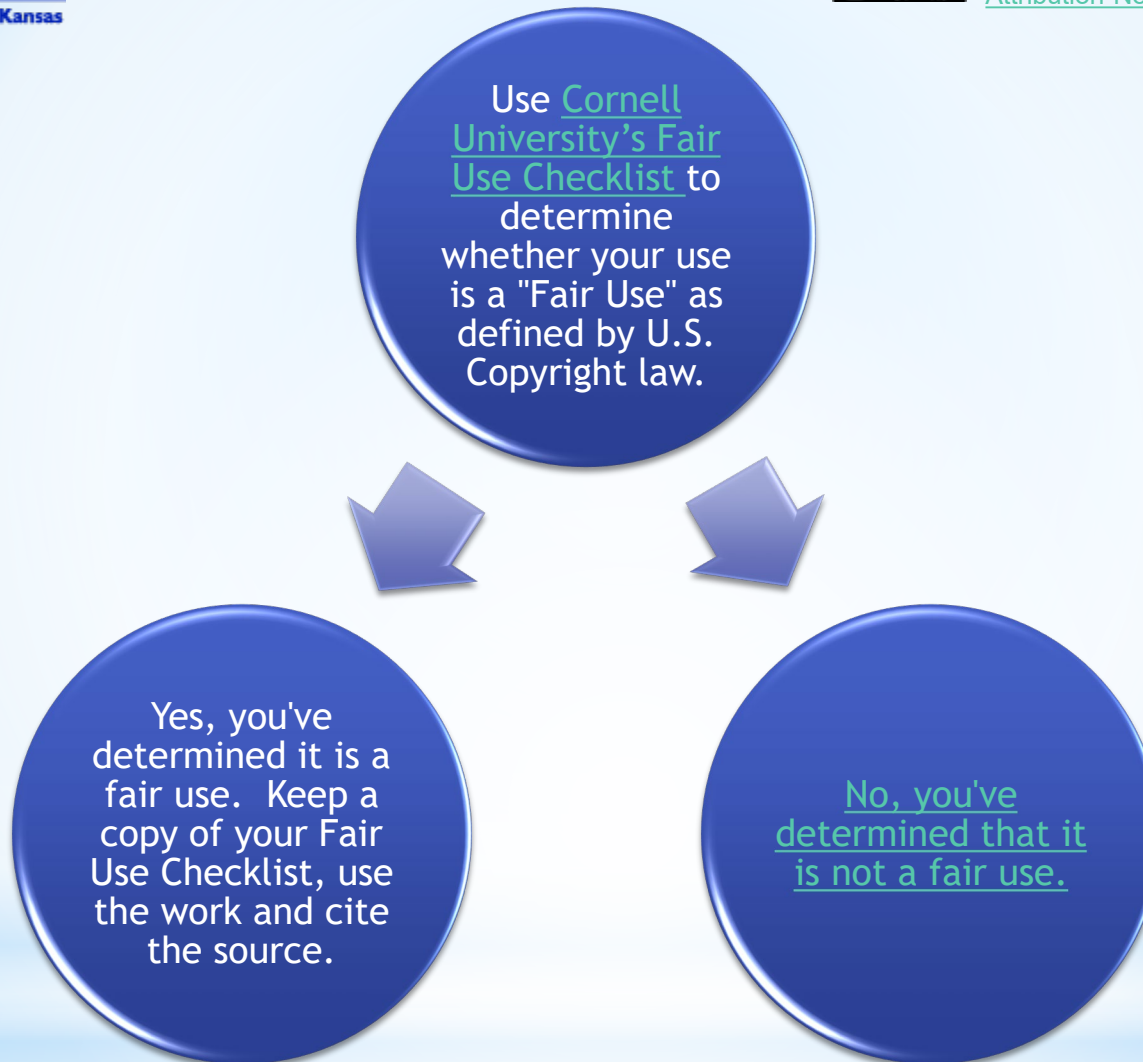 Kansas
Use Cornell
University’s Fair
Use Checklist to
determine
whether your use
is a "Fair Use" as
defined by U.S.
Copyright law.
Yes, you've
determined it is a
fair use.  Keep a
copy of your Fair
Use Checklist, use
the work and cite
the source.
No, you've
determined that it
is not a fair use.